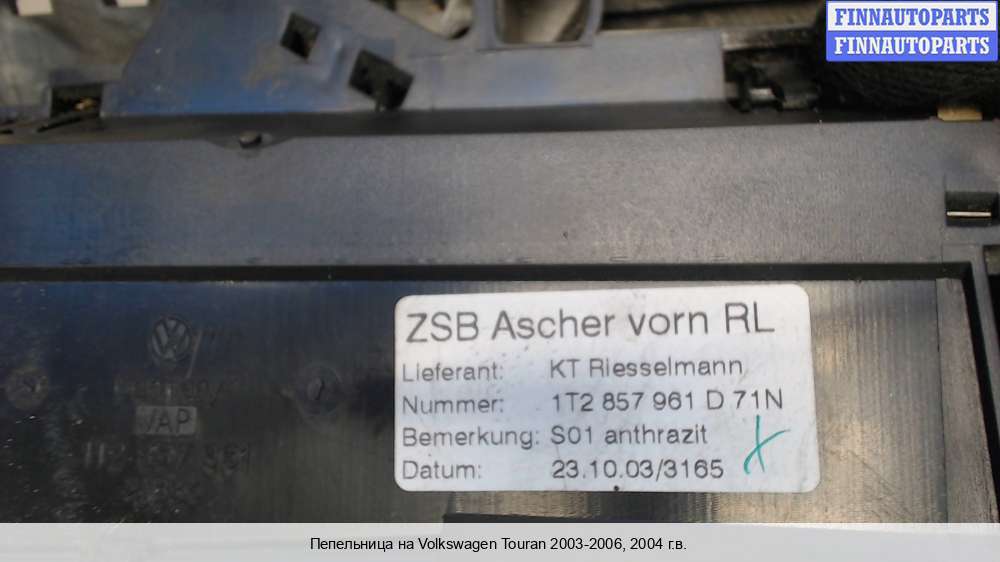 FINNAUTOPARTS
FINNAUTOPARTS
ZSB Ascher vorn RL
Lieferant: KT Riesselmann
Nummer: 1T2 857 961 D 71N
Bemerkung: S01 anthrazit
Datum: 23.10.03/3165
VW
Пепельница на Volkswagen Touran 2003-2006, 2004 г.в.